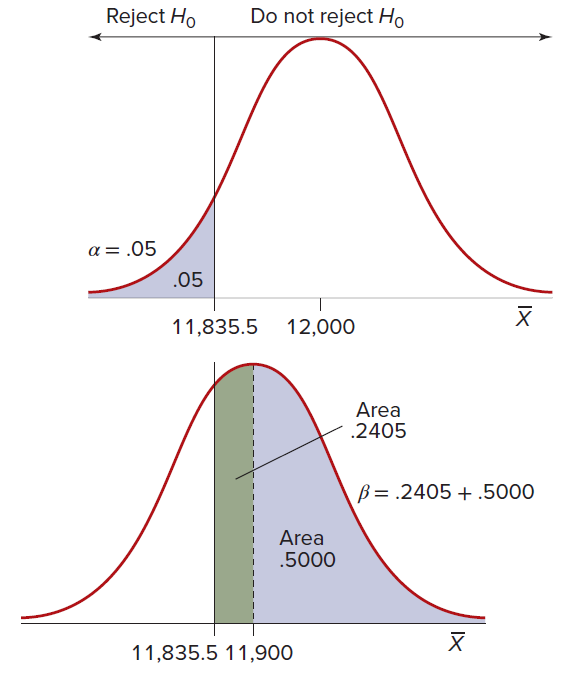 Reject H₀ Do not reject H₀
α = .05
.05
11,835.5 12,000
X̅
Area
.2405
β = .2405 + .5000
Area
.5000
11,835.5 11,900
X̅